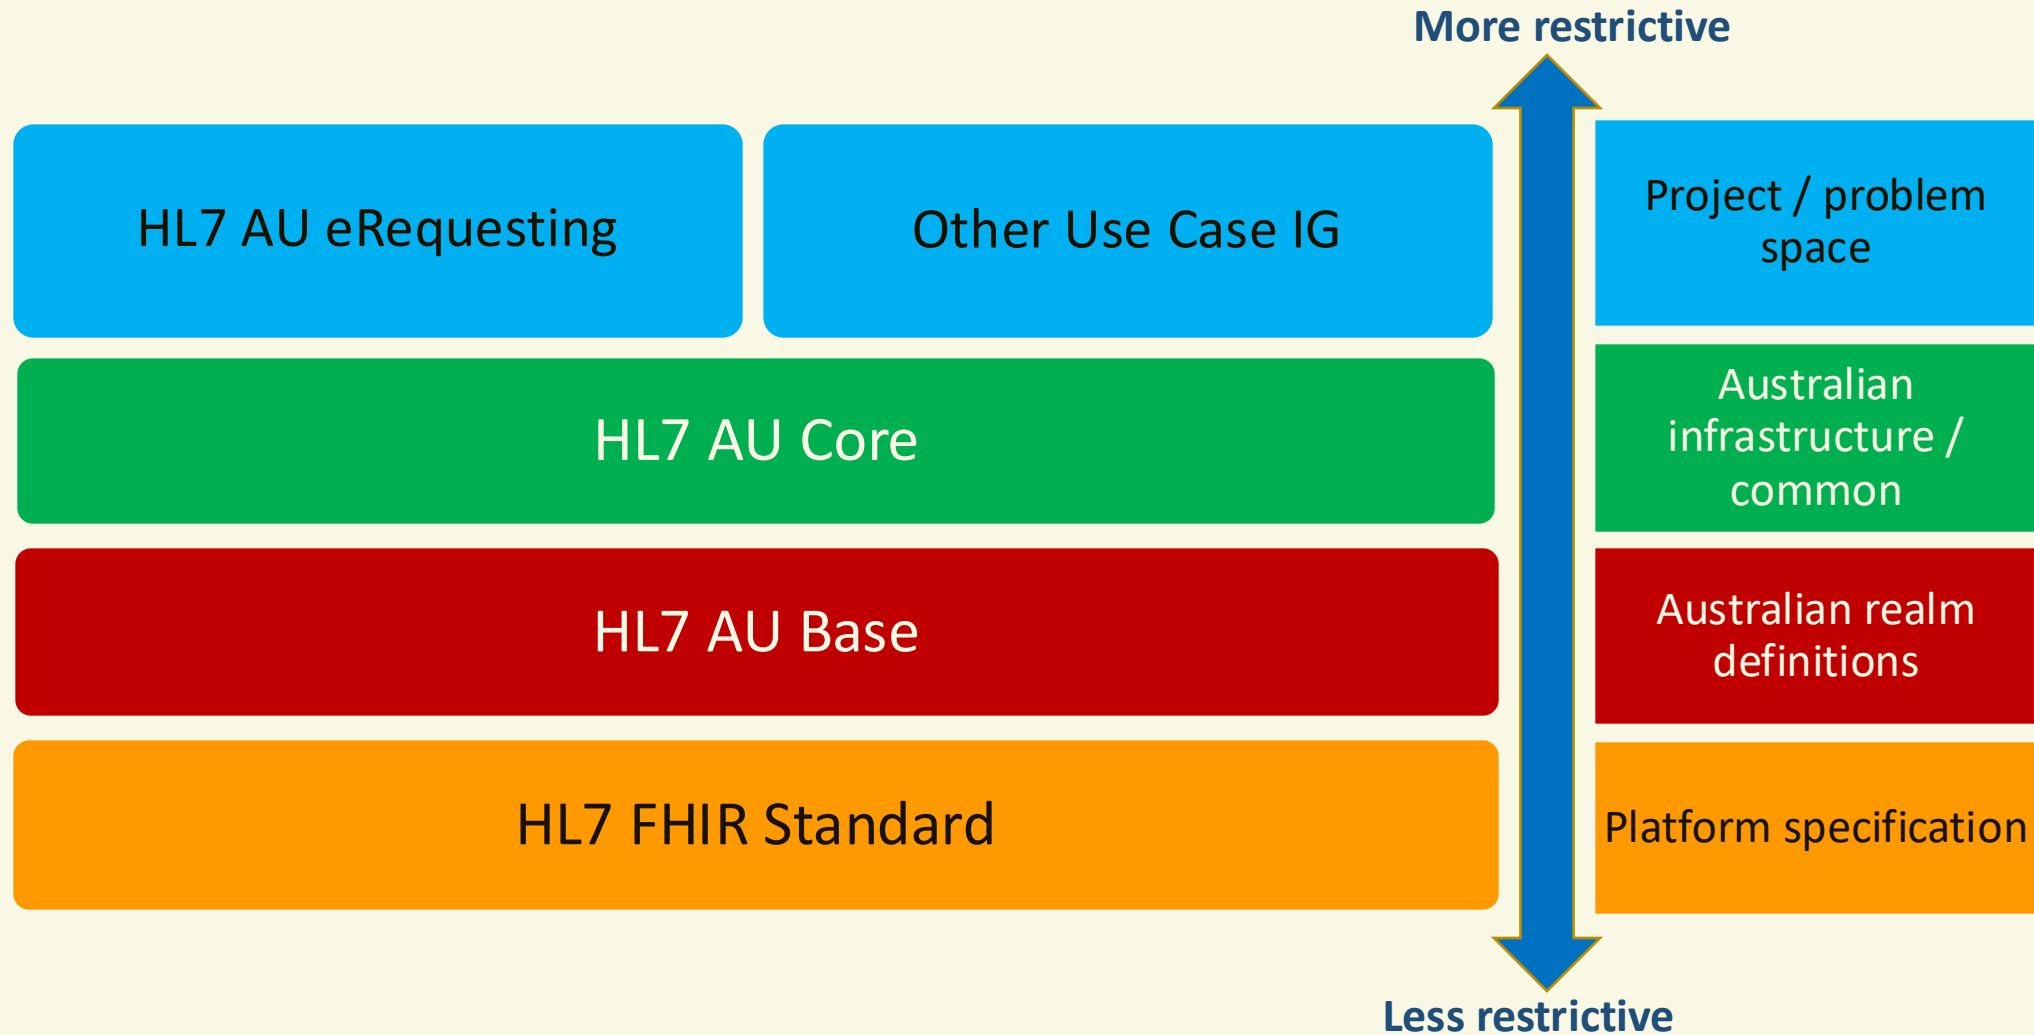 More restrictive
HL7 AU eRequesting
Other Use Case IG
Project / problem
space
HL7 AU Core
Australian
infrastructure /
common
HL7 AU Base
Australian realm
definitions
HL7 FHIR Standard
Platform specification
Less restrictive